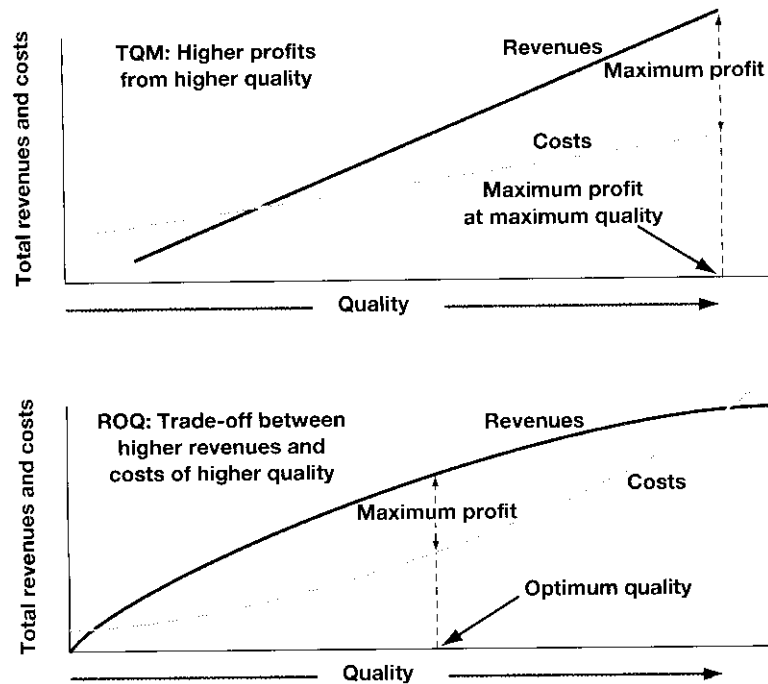 TQM: Higher profits
from higher quality
Revenues
Maximum profit
Costs
Maximum profit
at maximum quality
Total revenues and costs
Quality
ROQ: Trade-off between
higher revenues and
costs of higher quality
Revenues
Costs
Maximum profit
Optimum quality
Total revenues and costs
Quality